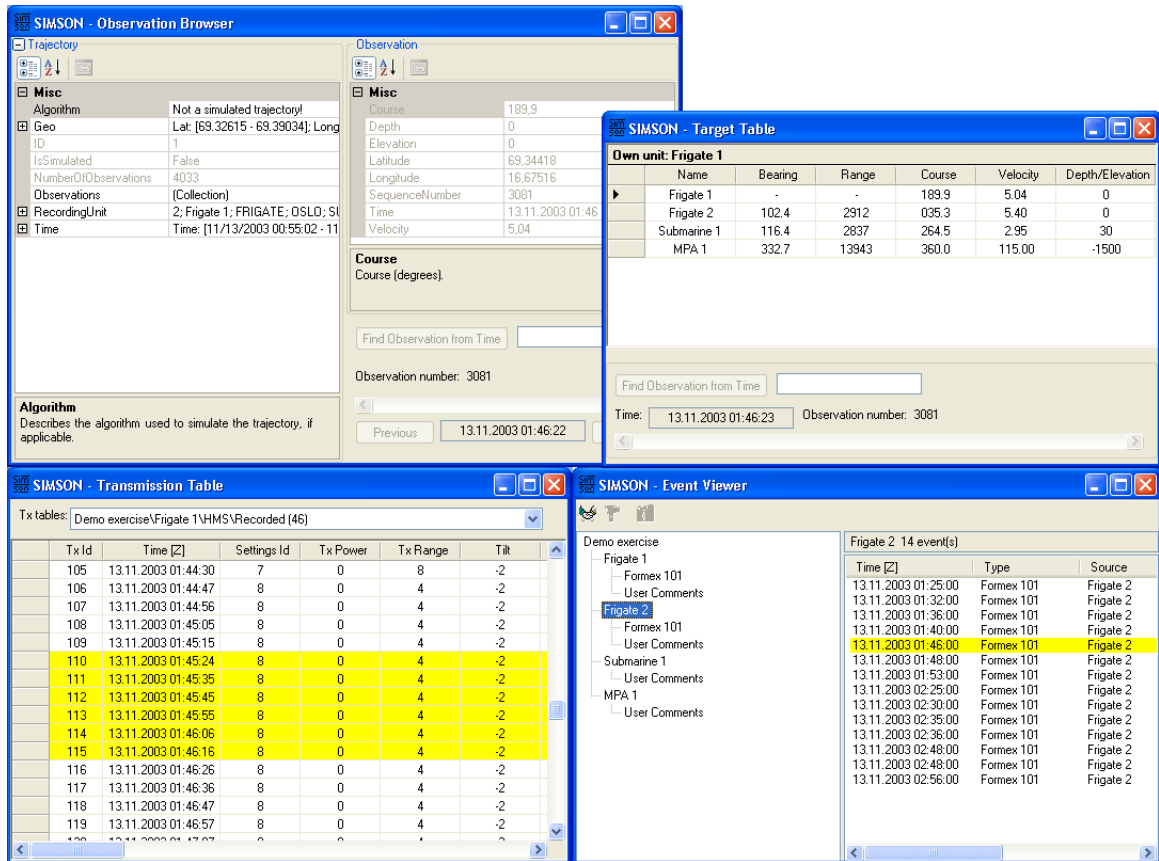 SIMSON - Observation Browser
Trajectory
Misc
Algorithm Not a simulated trajectory!
Geo Lat: [69.32615 - 69.39034]; Long
ID 1
IsSimulated False
NumberOfObservations 4033
Observations (Collection)
RecordingUnit 2; Frigate 1; FRIGATE; OSLO; SU
Time Time: [11/13/2003 00:55:02 - 11
Algorithm
Describes the algorithm used to simulate the trajectory, if
applicable.
Observation
Misc
Course 189,9
Depth 0
Elevation 0
Latitude 69,34418
Longitude 16,67516
SequenceNumber 3081
Time 13.11.2003 01:46
Velocity 5,04
Course
Course (degrees).
Find Observation from Time
Observation number: 3081
Previous 13.11.2003 01:46:22
SIMSON - Target Table
Own unit: Frigate 1
Name Bearing Range Course Velocity Depth/Elevation
Frigate 1 - - 189.9 5.04 0
Frigate 2 102.4 2912 035.3 5.40 0
Submarine 1 116.4 2837 264.5 2.95 30
MPA 1 332.7 13943 360.0 115.00 -1500
Find Observation from Time
Time: 13.11.2003 01:46:23 Observation number: 3081
SIMSON - Transmission Table
Tx tables: Demo exercise\Frigate 1\HMS\Recorded (46)
Tx Id Time [Z] Settings Id Tx Power Tx Range Tilt
105 13.11.2003 01:44:30 7 0 8 -2
106 13.11.2003 01:44:47 8 0 4 -2
107 13.11.2003 01:44:56 8 0 4 -2
108 13.11.2003 01:45:05 8 0 4 -2
109 13.11.2003 01:45:15 8 0 4 -2
110 13.11.2003 01:45:24 8 0 4 -2
111 13.11.2003 01:45:35 8 0 4 -2
112 13.11.2003 01:45:45 8 0 4 -2
113 13.11.2003 01:45:55 8 0 4 -2
114 13.11.2003 01:46:06 8 0 4 -2
115 13.11.2003 01:46:16 8 0 4 -2
116 13.11.2003 01:46:26 8 0 4 -2
117 13.11.2003 01:46:36 8 0 4 -2
118 13.11.2003 01:46:47 8 0 4 -2
119 13.11.2003 01:46:57 8 0 4 -2
SIMSON - Event Viewer
Demo exercise
Frigate 1
Formex 101
User Comments
Frigate 2
Formex 101
User Comments
Submarine 1
User Comments
MPA 1
User Comments
Frigate 2 14 event(s)
Time [Z] Type Source
13.11.2003 01:25:00 Formex 101 Frigate 2
13.11.2003 01:32:00 Formex 101 Frigate 2
13.11.2003 01:36:00 Formex 101 Frigate 2
13.11.2003 01:40:00 Formex 101 Frigate 2
13.11.2003 01:46:00 Formex 101 Frigate 2
13.11.2003 01:48:00 Formex 101 Frigate 2
13.11.2003 01:53:00 Formex 101 Frigate 2
13.11.2003 02:25:00 Formex 101 Frigate 2
13.11.2003 02:30:00 Formex 101 Frigate 2
13.11.2003 02:35:00 Formex 101 Frigate 2
13.11.2003 02:36:00 Formex 101 Frigate 2
13.11.2003 02:48:00 Formex 101 Frigate 2
13.11.2003 02:48:00 Formex 101 Frigate 2
13.11.2003 02:56:00 Formex 101 Frigate 2